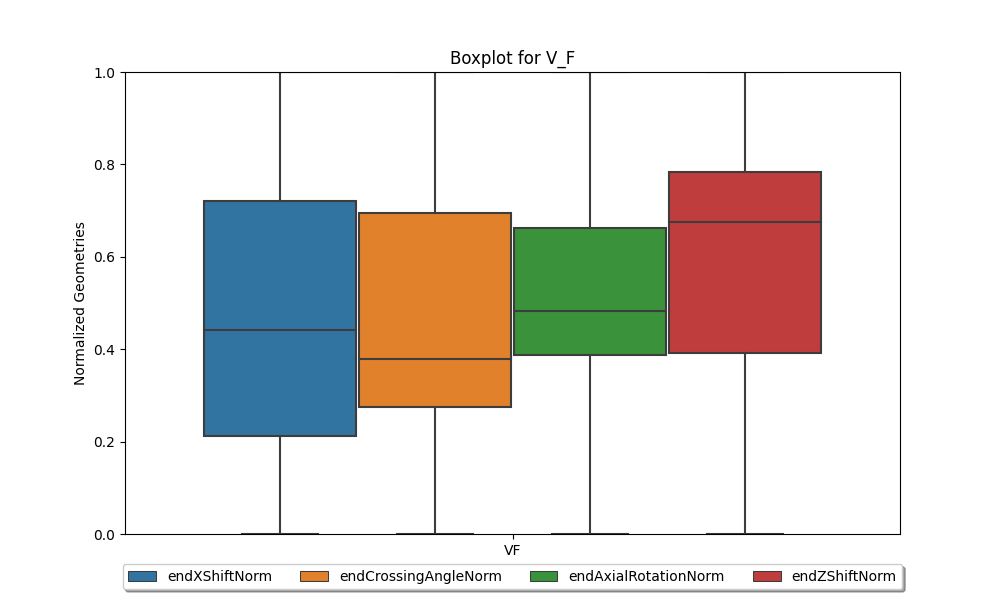 Boxplot for V_F
1.0
0.8
0.6
0.4
0.2
0.0
Normalized Geometries
VF
endXShiftNorm endCrossingAngleNorm endAxialRotationNorm endZShiftNorm